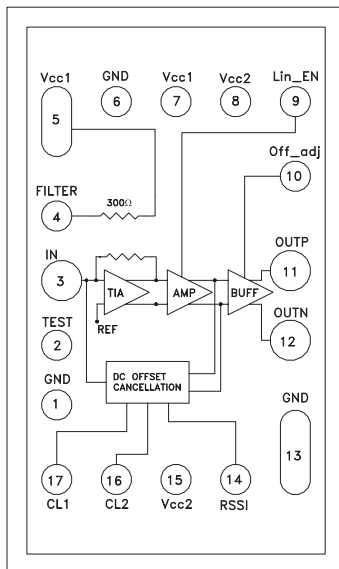 Vcc1 GND Vcc1 Vcc2 Lin_EN
5 6 7 8 9
Off_adj
10
FILTER
4 300Ω
IN OUTP
3 TIA AMP BUFF 11
REF
TEST OUTN
2 12
DC OFFSET
CANCELLATION
GND GND
1 13
17 16 15 14
CL1 CL2 Vcc2 RSSI